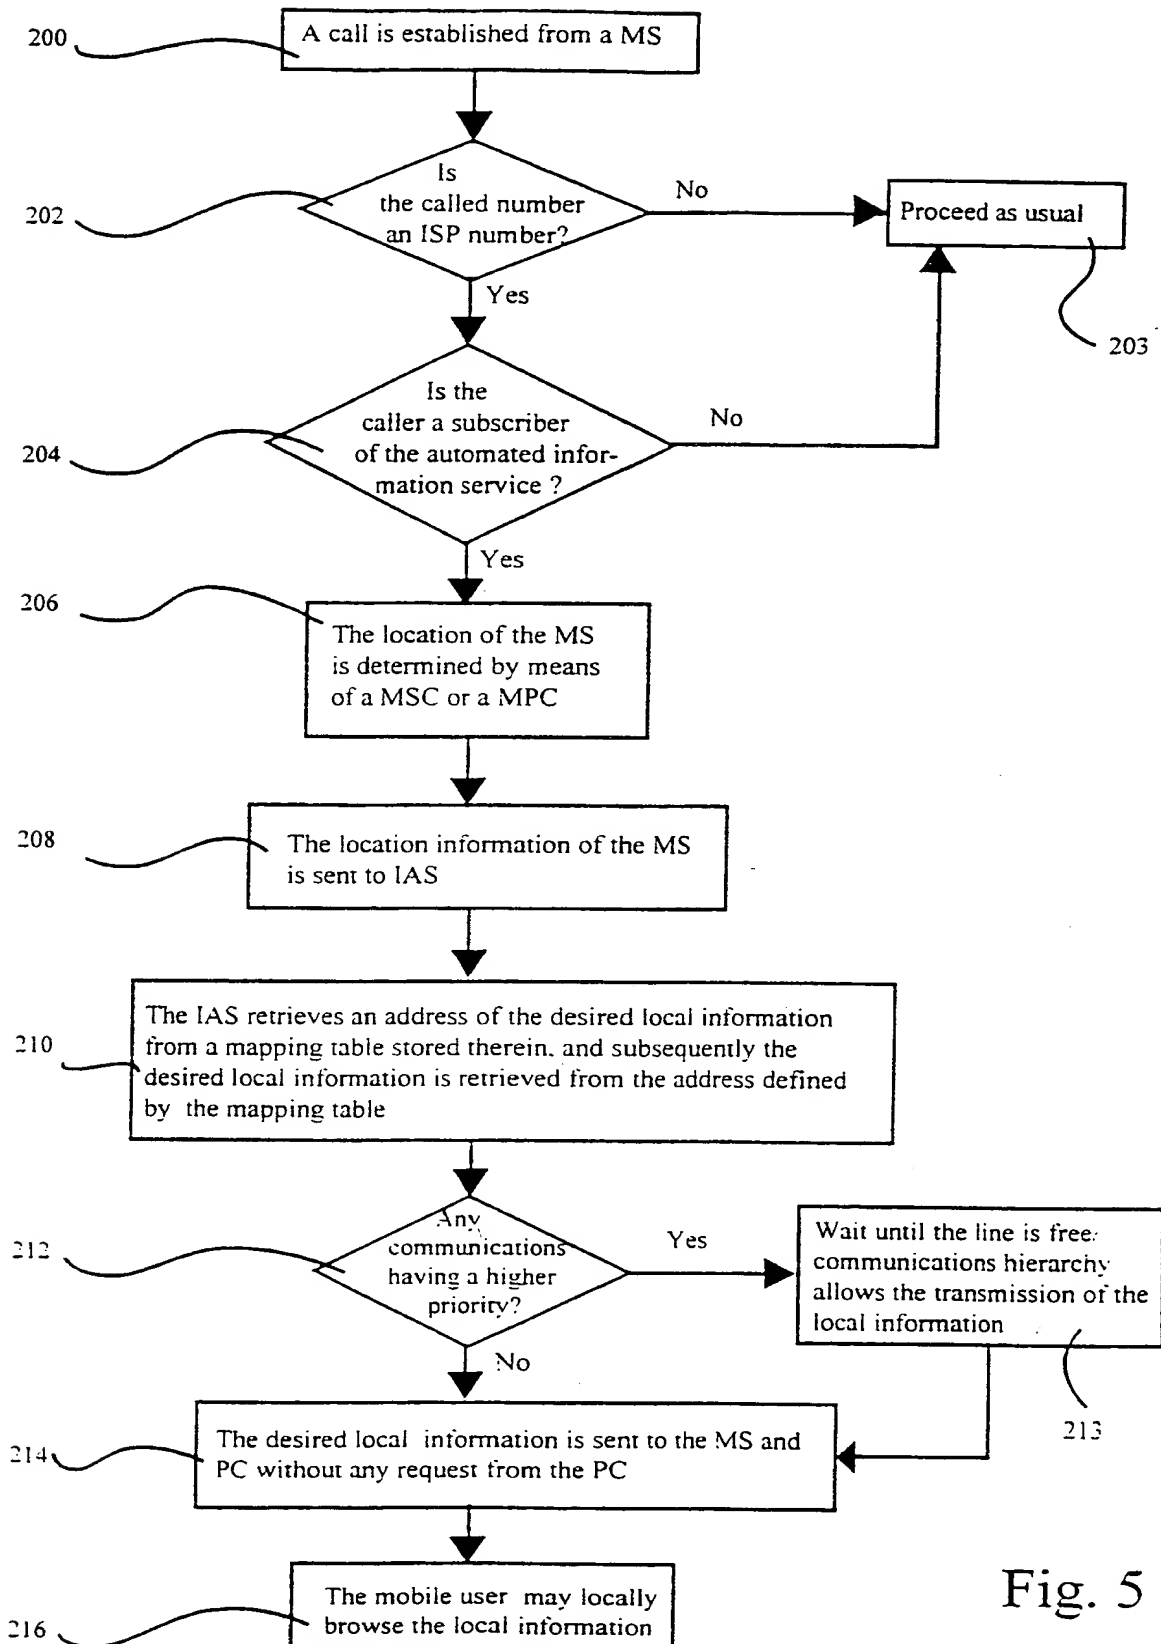 200
A call is established from a MS
202
Is
the called number
an ISP number?
No
Proceed as usual
203
Yes
204
Is the
caller a subscriber
of the automated infor-
mation service ?
No
Yes
206
The location of the MS
is determined by means
of a MSC or a MPC
208
The location information of the MS
is sent to IAS
210
The IAS retrieves an address of the desired local information
from a mapping table stored therein, and subsequently the
desired local information is retrieved from the address defined
by the mapping table
212
Any
communications
having a higher
priority?
Yes
Wait until the line is free/
communications hierarchy
allows the transmission of the
local information
213
No
214
The desired local information is sent to the MS and
PC without any request from the PC
216
The mobile user may locally
browse the local information
Fig. 5